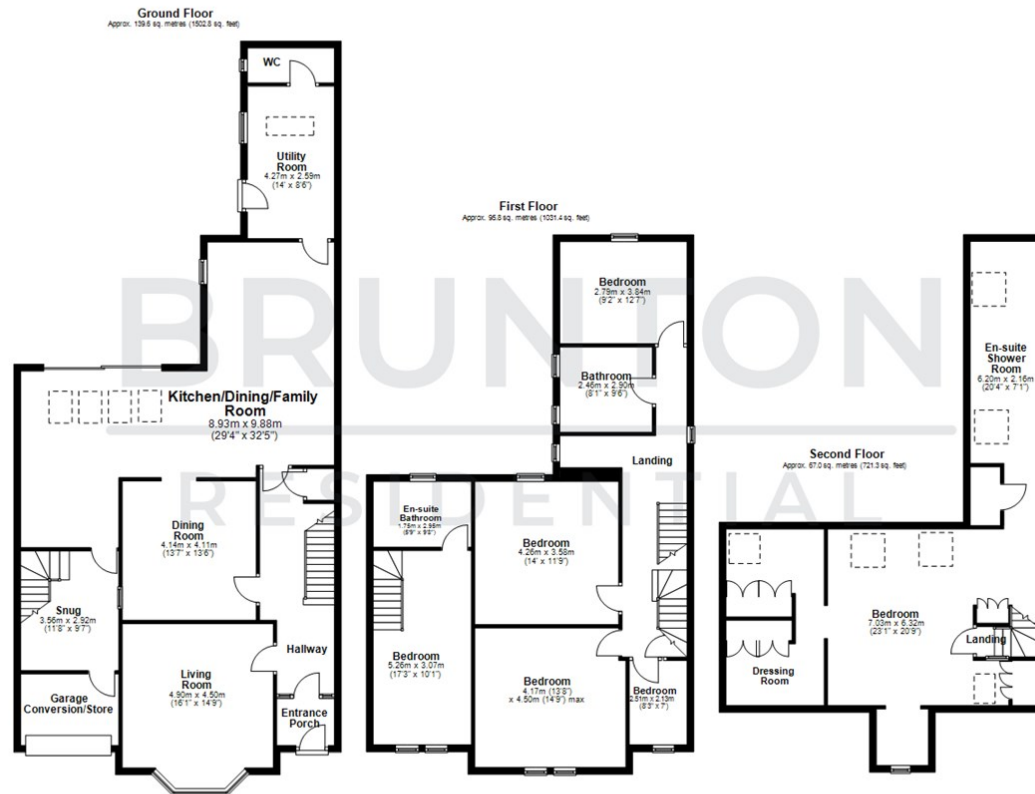 Ground Floor
Approx. 139.6 sq. metres (1502.8 sq. feet)
WC
Utility
Room
4.27m x 2.59m
(14' x 8'6")
Kitchen/Dining/Family
Room
8.93m x 9.88m
(29'4" x 32'5")
Dining
Room
4.14m x 4.11m
(13'7" x 13'6")
Snug
3.56m x 2.92m
(11'8" x 9'7")
Hallway
Living
Room
4.90m x 4.50m
(16'1" x 14'9")
Garage
Conversion/Store
Entrance
Porch
First Floor
Approx. 95.8 sq. metres (1031.4 sq. feet)
Bedroom
2.79m x 3.84m
(9'2" x 12'7")
Bathroom
2.46m x 2.90m
(8'1" x 9'6")
Landing
En-suite
Bathroom
1.75m x 2.95m
(5'9" x 9'8")
Bedroom
4.26m x 3.58m
(14' x 11'9")
Bedroom
5.26m x 3.07m
(17'3" x 10'1")
Bedroom
4.17m (13'8")
x 4.50m (14'9") max
Bedroom
2.51m x 2.13m
(8'3" x 7')
Second Floor
Approx. 67.0 sq. metres (721.3 sq. feet)
En-suite
Shower
Room
6.20m x 2.16m
(20'4" x 7'1")
Bedroom
7.03m x 6.32m
(23'1" x 20'9")
Landing
Dressing
Room
BRUNTON
RESIDENTIAL